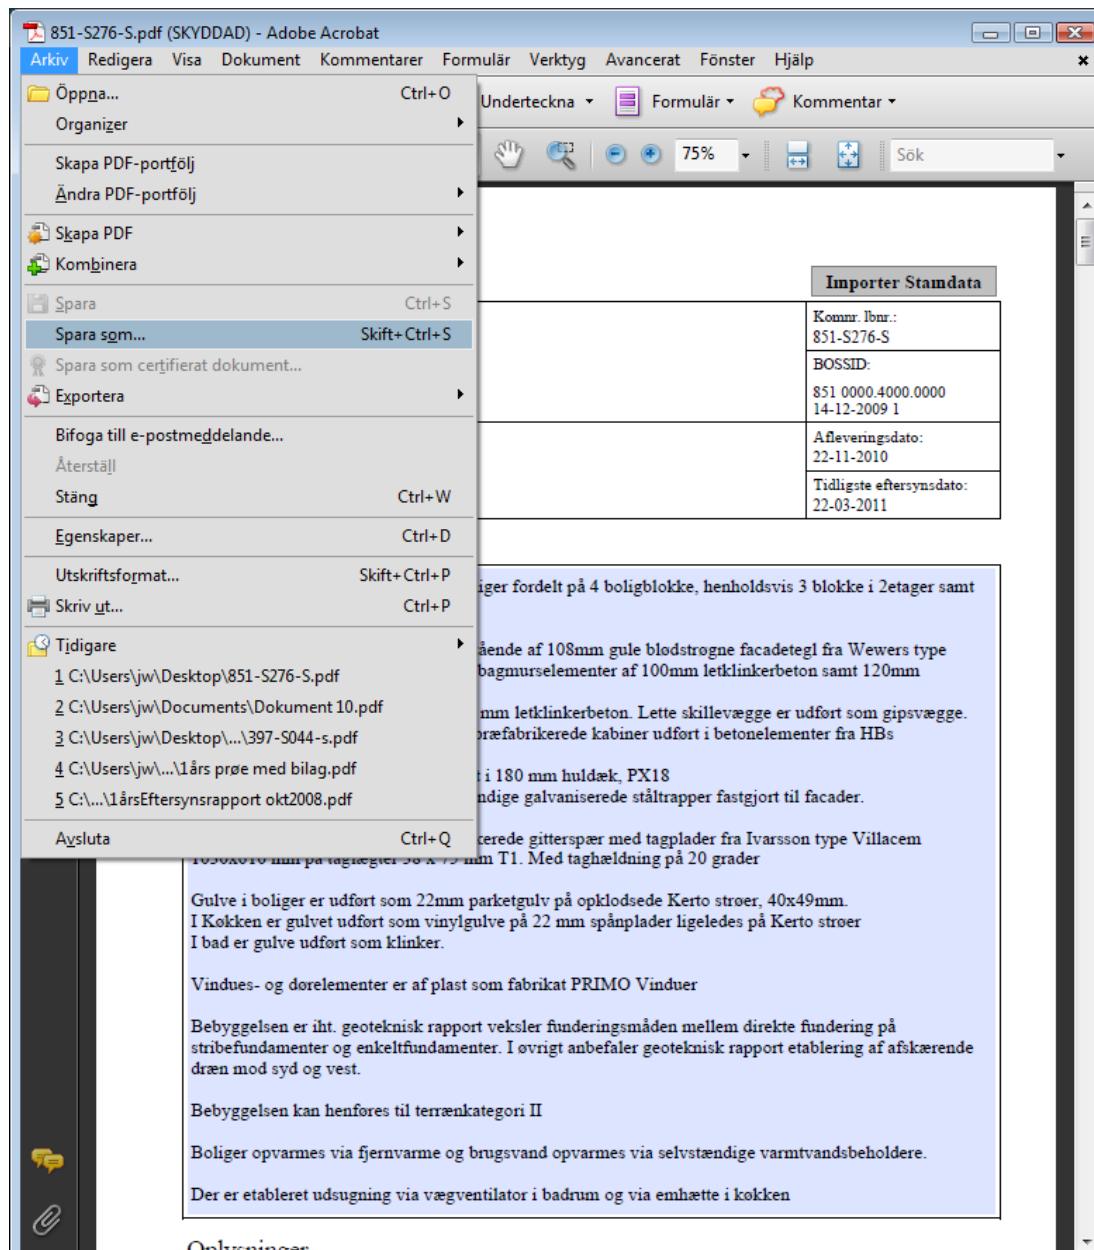 851-S276-S.pdf (SKYDDAD) - Adobe Acrobat
Arkiv Redigera Visa Dokument Kommentarer Formulär Verktyg Avancerat Fönster Hjälp
Öppna... Ctrl+O
Underteckna Formulär Kommentar
Organizer
75% Sök
Skapa PDF-portfölj
Ändra PDF-portfölj
Skapa PDF
Kombinera
Spara Ctrl+S
Spara som... Skift+Ctrl+S
Spara som certifierat dokument...
Exportera
Bifoga till e-postmeddelande...
Återställ
Stäng Ctrl+W
Egenskaper... Ctrl+D
Utskriftsformat... Skift+Ctrl+P
Skriv ut... Ctrl+P
Tidigare
1 C:\Users\jw\Desktop\851-S276-S.pdf
2 C:\Users\jw\Documents\Dokument 10.pdf
3 C:\Users\jw\Desktop\...\397-S044-s.pdf
4 C:\Users\jw\...\1års prøe med bilag.pdf
5 C:\...\1årsEftersynsrapport okt2008.pdf
Avsluta Ctrl+Q
Importer Stamdata
Komnr. lbnr.:
851-S276-S
BOSSID:
851 0000.4000.0000
14-12-2009 1
Afleveringsdato:
22-11-2010
Tidligste eftersynsdato:
22-03-2011
iger fordelt på 4 boligblokke, henholdsvis 3 blokke i 2etager samt
ående af 108mm gule blødstrøgne facadetegl fra Wewers type
bagmurselementer af 100mm letklinkerbeton samt 120mm
mm letklinkerbeton. Lette skillevægge er udført som gipsvægge.
præfabrikerede kabiner udført i betonelementer fra HBs
t i 180 mm huldæk, PX18
ndige galvaniserede ståltrapper fastgjort til facader.
kerede gitterspær med tagplader fra Ivarsson type Villacem
1030x610 mm på taglægter 38 x 73 mm T1. Med taghældning på 20 grader
Gulve i boliger er udført som 22mm parketgulv på opklodsede Kerto strøer, 40x49mm.
I Køkken er gulvet udført som vinylgulve på 22 mm spånplader ligeledes på Kerto strøer
I bad er gulve udført som klinker.
Vindues- og dørelementer er af plast som fabrikat PRIMO Vinduer
Bebyggelsen er iht. geoteknisk rapport veksler funderingsmåden mellem direkte fundering på
stribefundamenter og enkeltfundamenter. I øvrigt anbefaler geoteknisk rapport etablering af afskærende
dræn mod syd og vest.
Bebyggelsen kan henføres til terrænkategori II
Boliger opvarmes via fjernvarme og brugsvand opvarmes via selvstændige varmtvandsbeholdere.
Der er etableret udsugning via vægventilator i badrum og via emhætte i køkken
Oplysninger